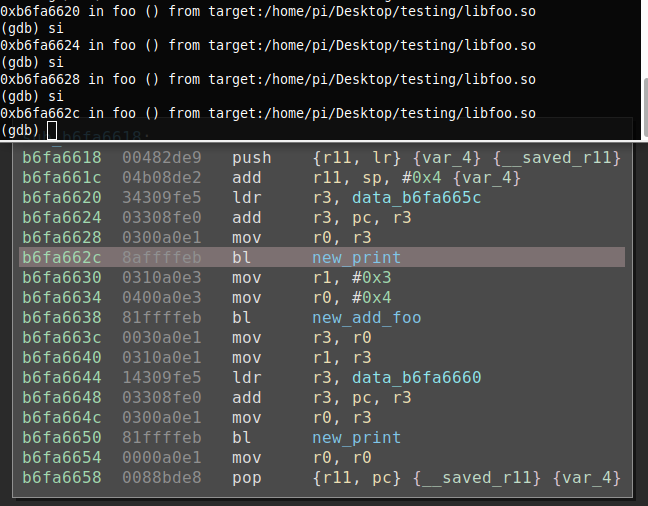 0xb6fa6620 in foo () from target:/home/pi/Desktop/testing/libfoo.so
(gdb) si
0xb6fa6624 in foo () from target:/home/pi/Desktop/testing/libfoo.so
(gdb) si
0xb6fa6628 in foo () from target:/home/pi/Desktop/testing/libfoo.so
(gdb) si
0xb6fa662c in foo () from target:/home/pi/Desktop/testing/libfoo.so
(gdb)
b6fa6618:
b6fa6618 00482de9 push {r11, lr} {var_4} {__saved_r11}
b6fa661c 04b08de2 add r11, sp, #0x4 {var_4}
b6fa6620 34309fe5 ldr r3, data_b6fa665c
b6fa6624 03308fe0 add r3, pc, r3
b6fa6628 0300a0e1 mov r0, r3
b6fa662c 8affffeb bl new_print
b6fa6630 0310a0e3 mov r1, #0x3
b6fa6634 0400a0e3 mov r0, #0x4
b6fa6638 81ffffeb bl new_add_foo
b6fa663c 0030a0e1 mov r3, r0
b6fa6640 0310a0e1 mov r1, r3
b6fa6644 14309fe5 ldr r3, data_b6fa6660
b6fa6648 03308fe0 add r3, pc, r3
b6fa664c 0300a0e1 mov r0, r3
b6fa6650 81ffffeb bl new_print
b6fa6654 0000a0e1 mov r0, r0
b6fa6658 0088bde8 pop {r11, pc} {__saved_r11} {var_4}